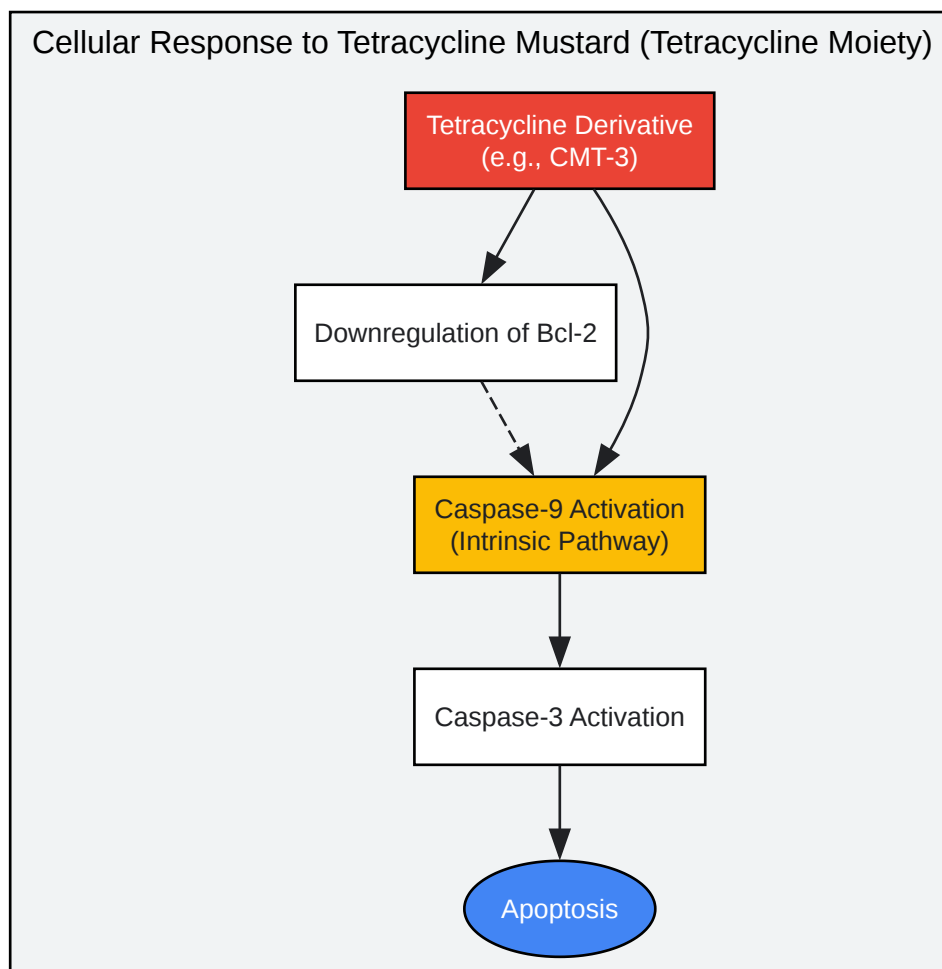 Cellular Response to Tetracycline Mustard (Tetracycline Moiety)
Tetracycline Derivative
(e.g., CMT-3)
Downregulation of Bcl-2
Caspase-9 Activation
(Intrinsic Pathway)
Caspase-3 Activation
Apoptosis